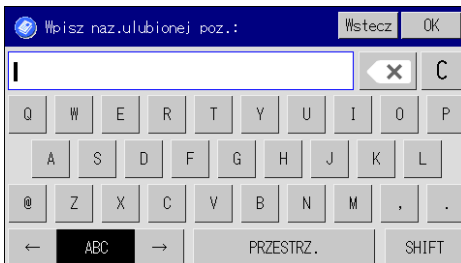 Wpisz naz.ulubionej poz.: Wstecz OK
C
Q W E R T Y U I O P
A S D F G H J K L
@ Z X C V B N M , .
← ABC → PRZESTRZ. SHIFT